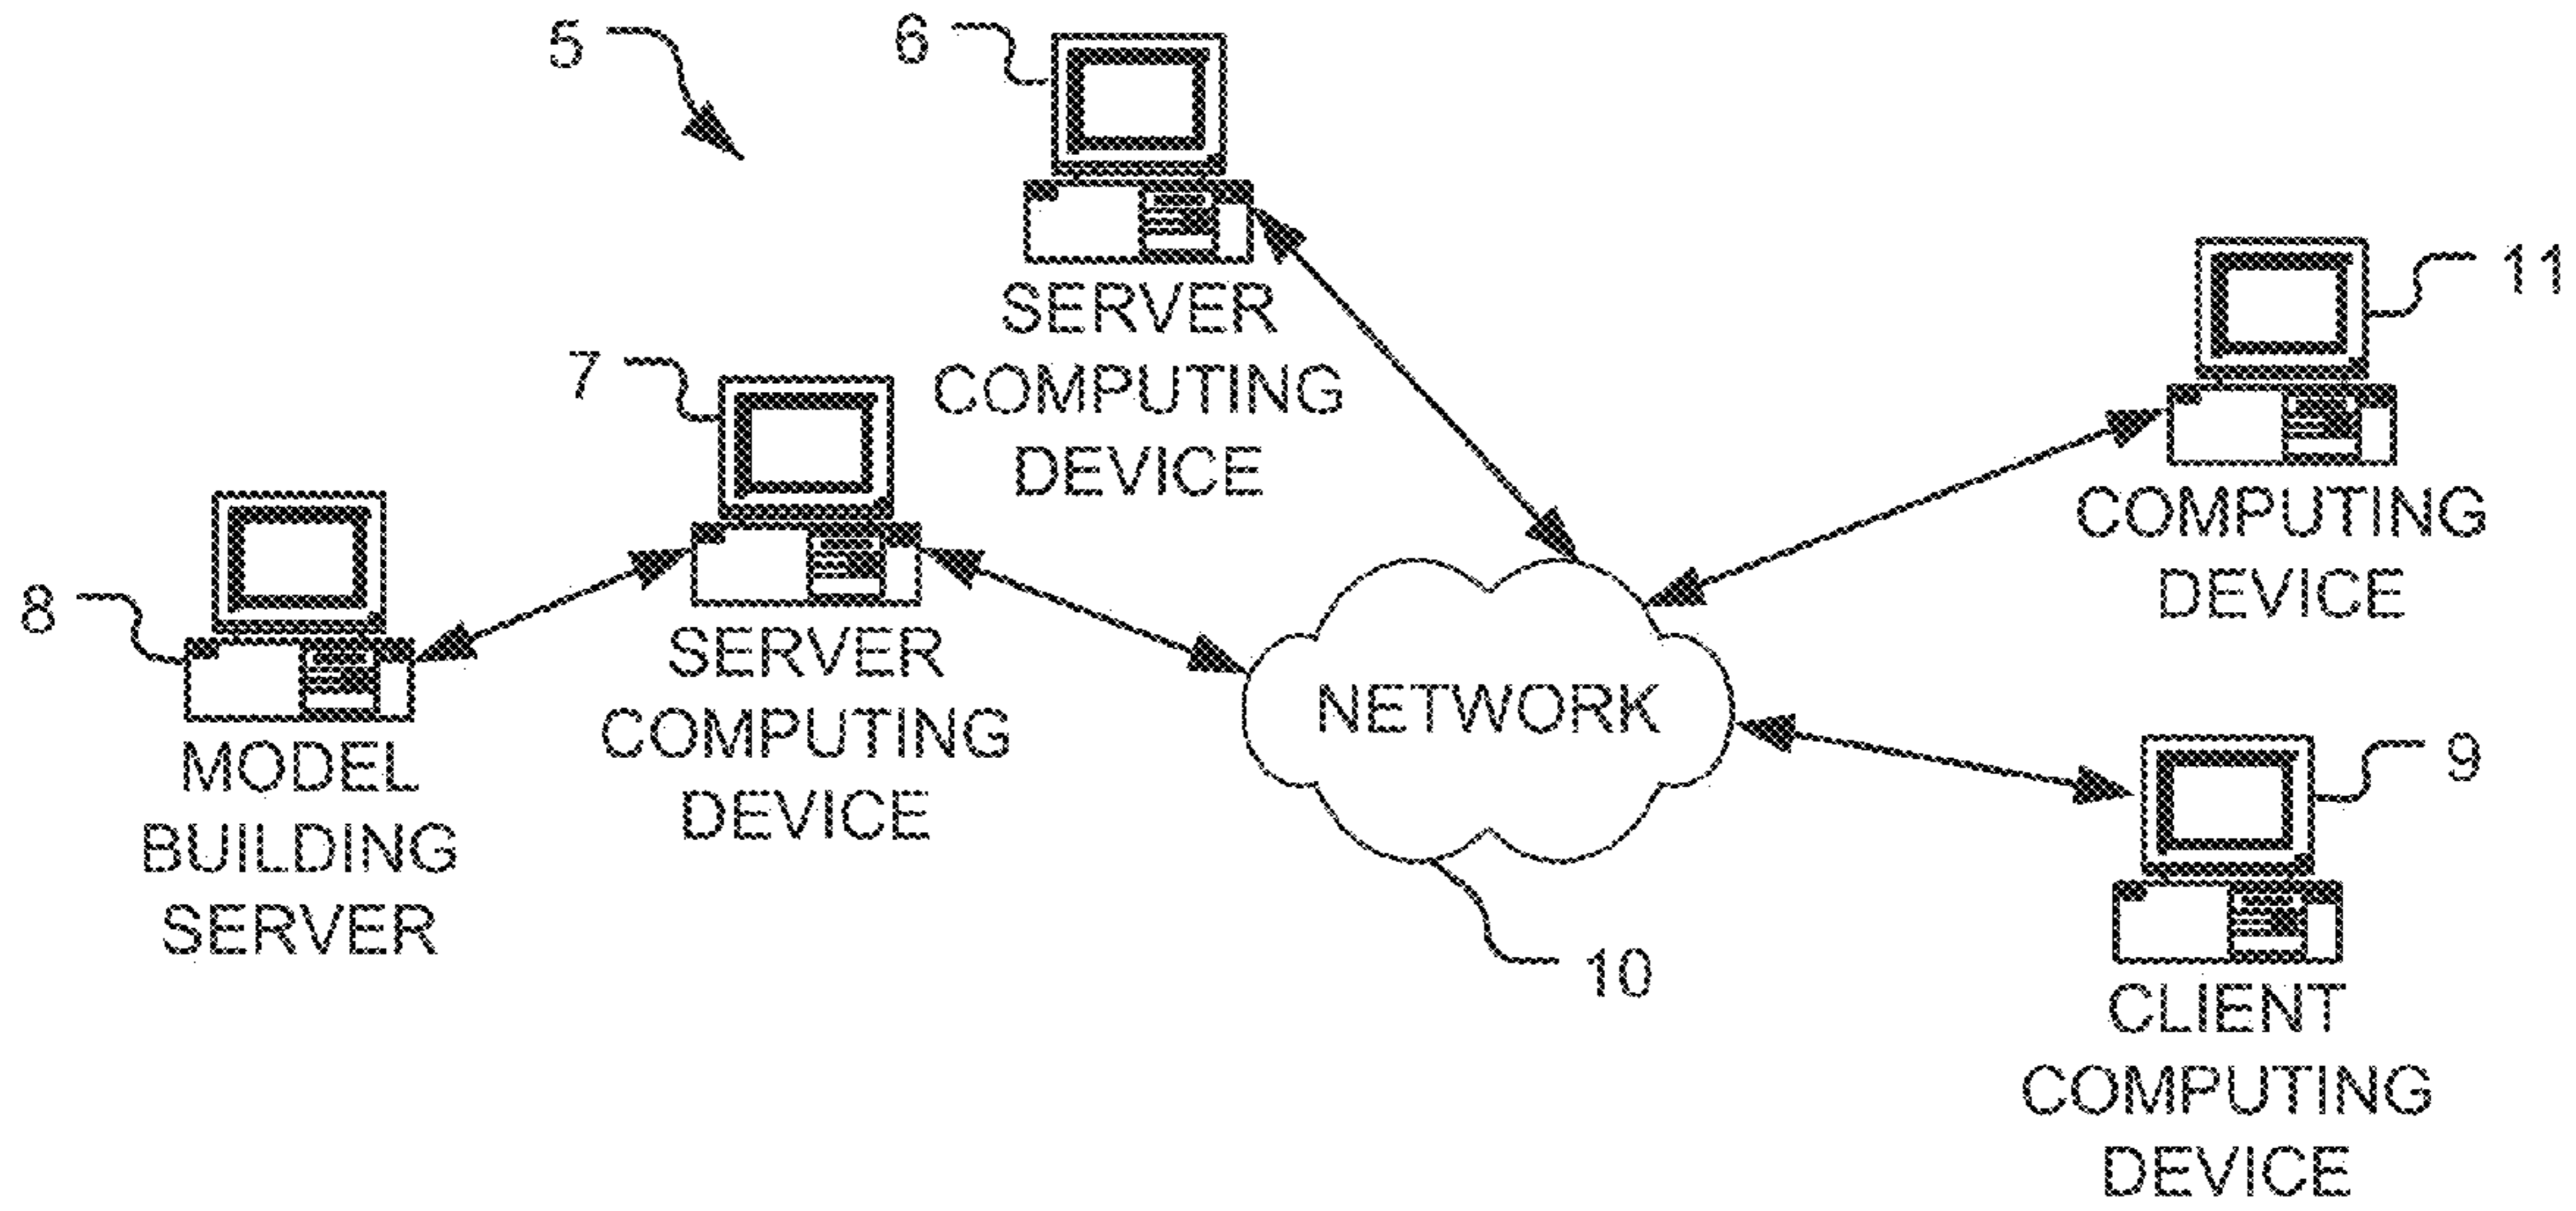 5
6
SERVER
COMPUTING
DEVICE
11
COMPUTING
DEVICE
7
SERVER
COMPUTING
DEVICE
8
MODEL
BUILDING
SERVER
NETWORK
10
9
CLIENT
COMPUTING
DEVICE